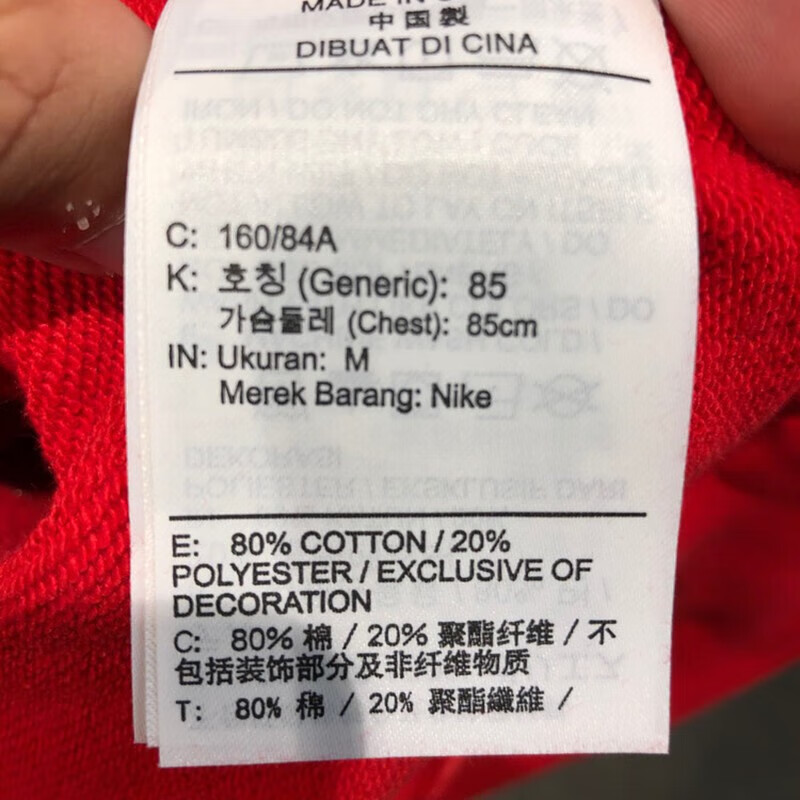 MADE IN
中国製
DIBUAT DI CINA
C: 160/84A
K: 호칭 (Generic): 85
가슴둘레 (Chest): 85cm
IN: Ukuran: M
Merek Barang: Nike
E: 80% COTTON / 20%
POLYESTER / EXCLUSIVE OF
DECORATION
C: 80% 棉 / 20% 聚酯纤维 / 不
包括装饰部分及非纤维物质
T: 80% 棉 / 20% 聚酯纖維 /